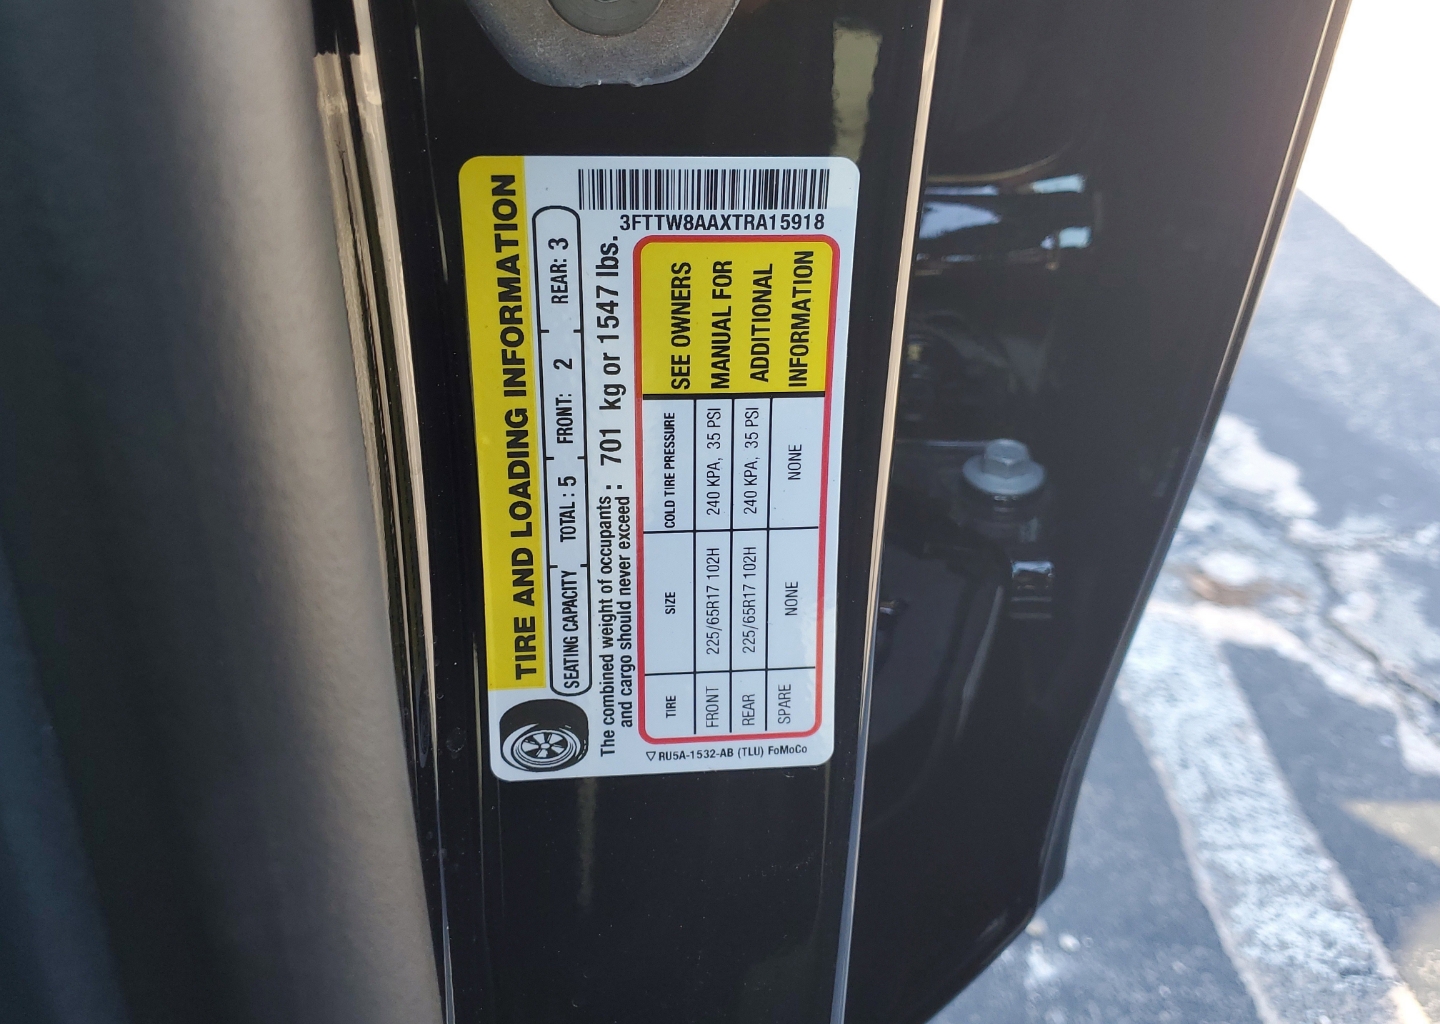 TIRE AND LOADING INFORMATION
SEATING CAPACITY TOTAL : 5 FRONT: 2 REAR: 3
The combined weight of occupants : 701 kg or 1547 lbs.
and cargo should never exceed :
3FTTW8AAXTRA15918
TIRE SIZE COLD TIRE PRESSURE
FRONT 225/65R17 102H 240 KPA, 35 PSI
REAR 225/65R17 102H 240 KPA, 35 PSI
SPARE NONE NONE
SEE OWNERS
MANUAL FOR
ADDITIONAL
INFORMATION
RU5A-1532-AB (TLU) FoMoCo